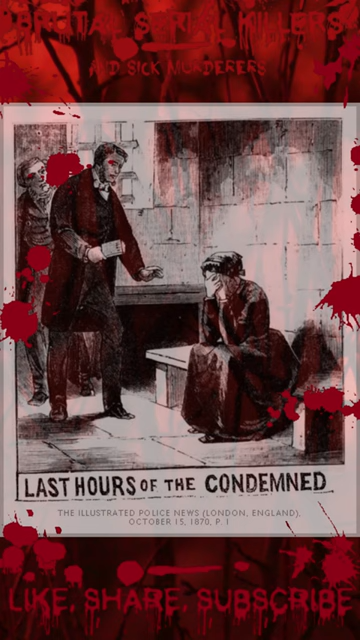 BRUTAL SERIAL KILLERS
AND SICK MURDERERS
LAST HOURS OF THE CONDEMNED
THE ILLUSTRATED POLICE NEWS (LONDON, ENGLAND),
OCTOBER 15, 1870, P. 1
LIKE, SHARE, SUBSCRIBE